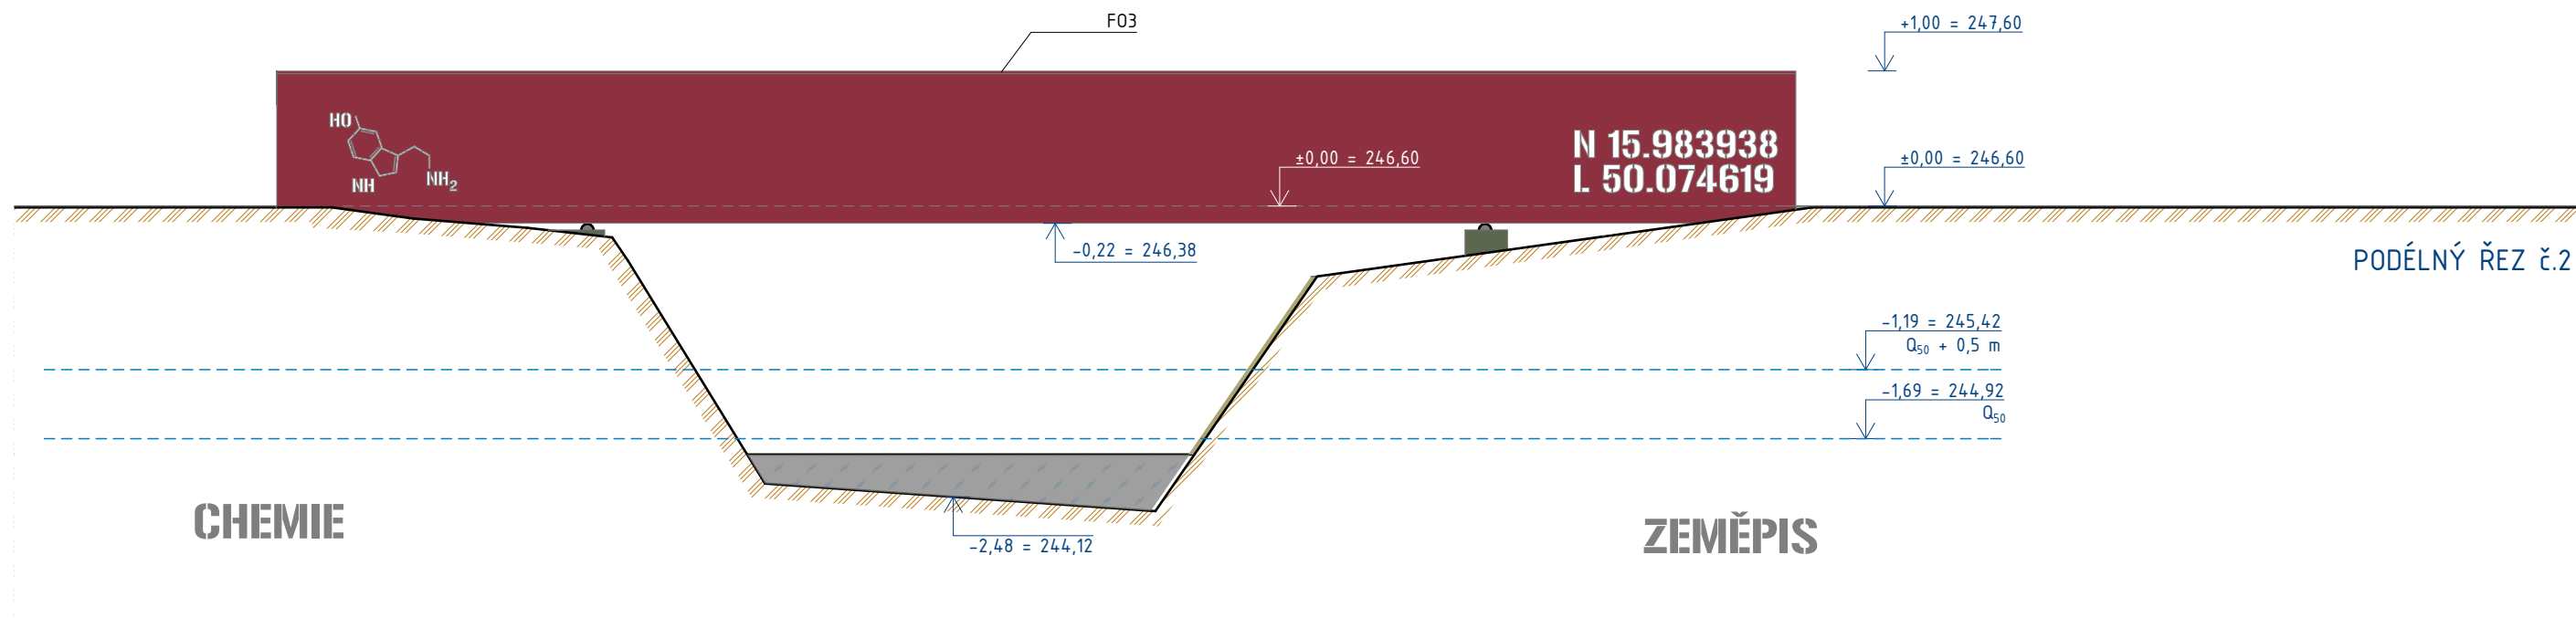 F03
+1,00 = 247,60
HO
NH
NH₂
±0,00 = 246,60
N 15.983938
L 50.074619
±0,00 = 246,60
-0,22 = 246,38
PODÉLNÝ ŘEZ č.2
-1,19 = 245,42
Q₅₀ + 0,5 m
-1,69 = 244,92
Q₅₀
CHEMIE
-2,48 = 244,12
ZEMĚPIS